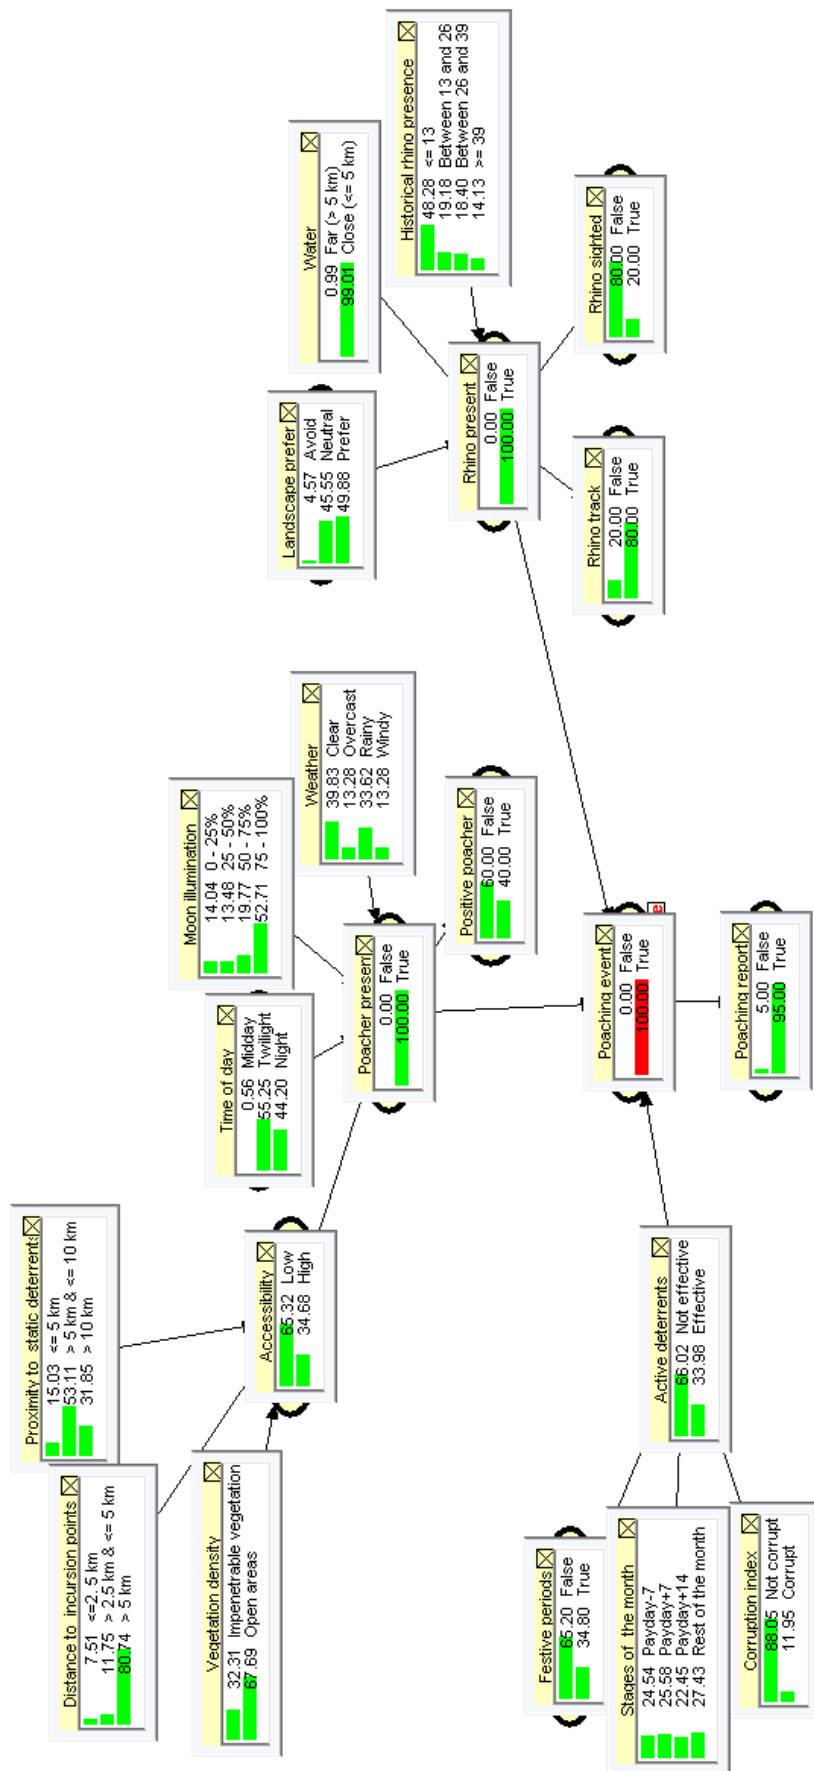 Proximity to static deterrents
15.03 <= 5 km
53.11 > 5 km & <= 10 km
31.85 > 10 km
Distance to incursion points
7.51 <=2. 5 km
11.75 > 2.5 km & <= 5 km
80.74 > 5 km
Vegetation density
32.31 Impenetrable vegetation
67.69 Open areas
Accessibility
65.32 Low
34.68 High
Time of day
0.56 Midday
55.25 Twilight
44.20 Night
Moon illumination
14.04 0 - 25%
13.48 25 - 50%
19.77 50 - 75%
52.71 75 - 100%
Weather
39.83 Clear
13.28 Overcast
33.62 Rainy
13.28 Windy
Poacher present
0.00 False
100.00 True
Positive poacher
60.00 False
40.00 True
Landscape prefer
4.57 Avoid
45.55 Neutral
49.88 Prefer
Water
0.99 Far (> 5 km)
99.01 Close (<= 5 km)
Historical rhino presence
48.28 <= 13
19.18 Between 13 and 26
18.40 Between 26 and 39
14.13 >= 39
Rhino present
0.00 False
100.00 True
Rhino track
20.00 False
80.00 True
Rhino sighted
80.00 False
20.00 True
Festive periods
65.20 False
34.80 True
Stages of the month
24.54 Payday-7
25.58 Payday+7
22.45 Payday+14
27.43 Rest of the month
Corruption index
88.05 Not corrupt
11.95 Corrupt
Active deterrents
66.02 Not effective
33.98 Effective
Poaching event
0.00 False
100.00 True
e
Poaching report
5.00 False
95.00 True